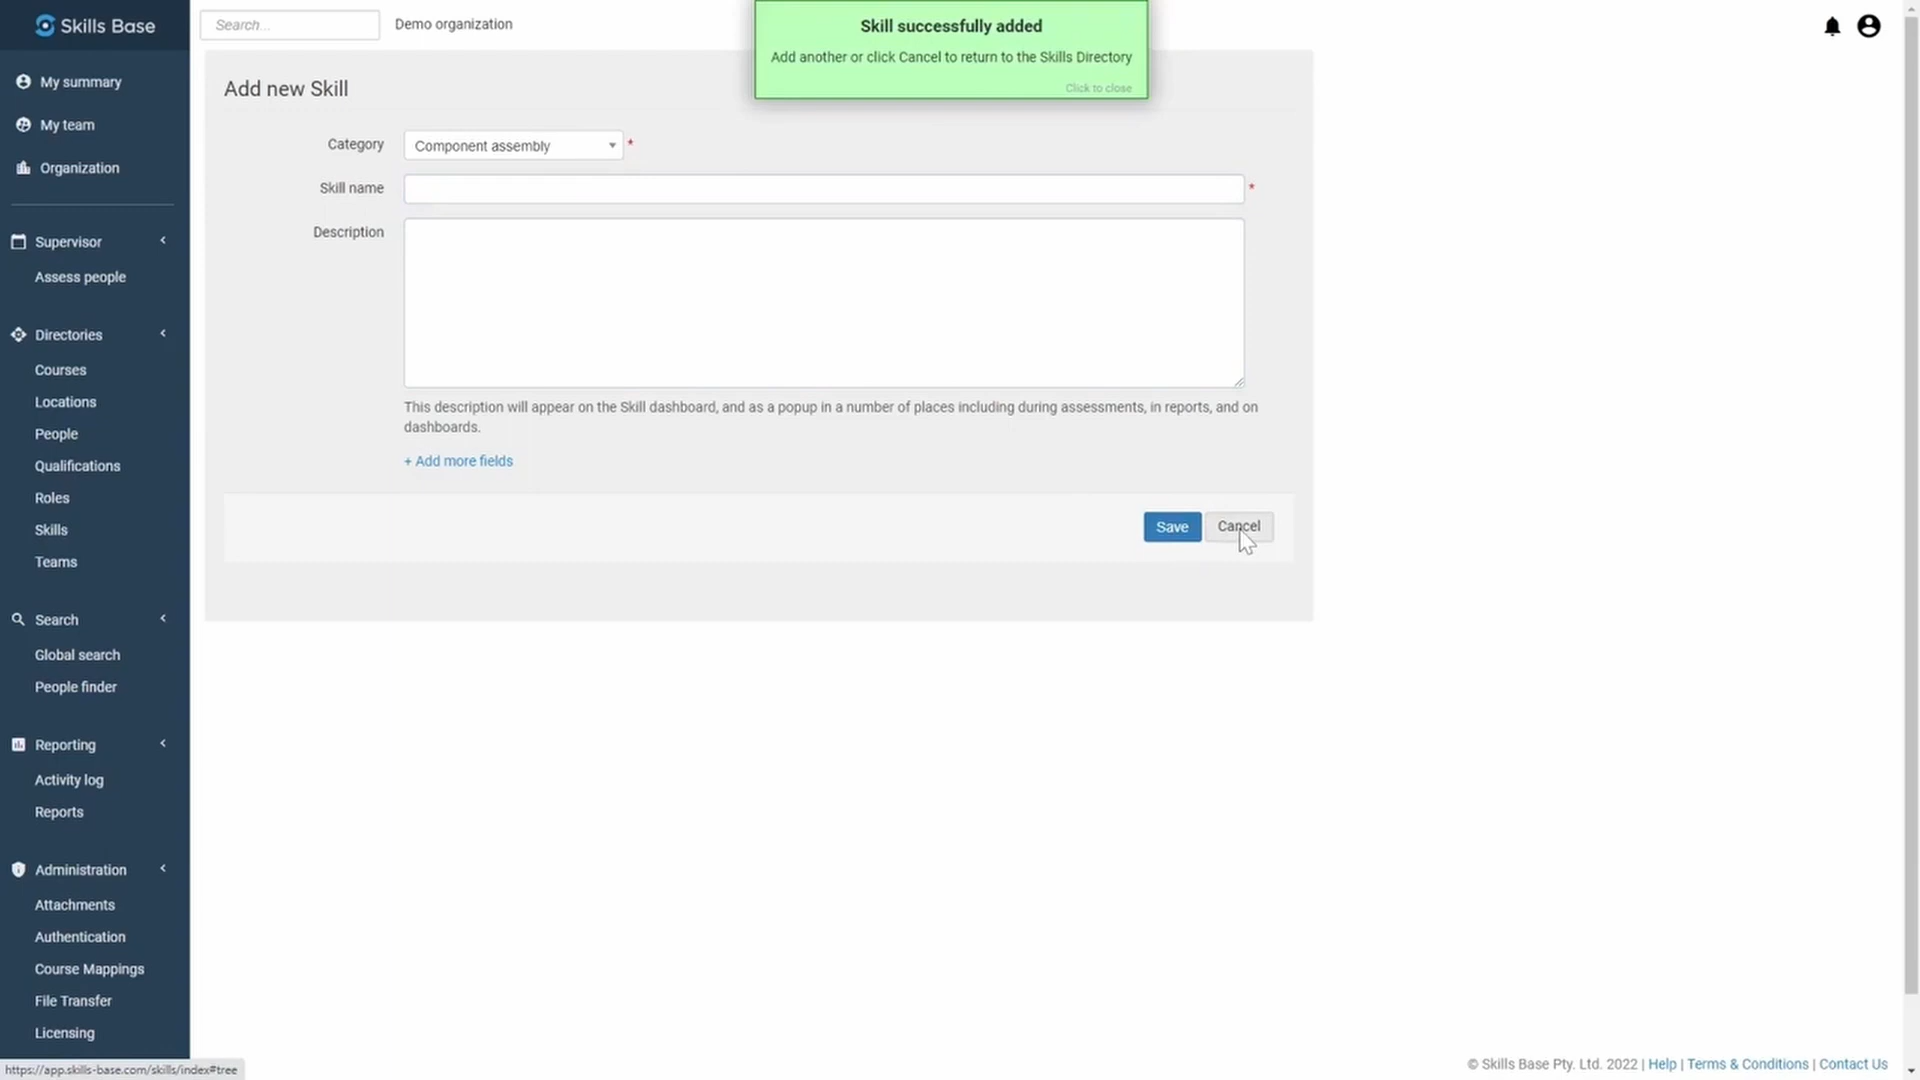 Skills Base
Search...
Demo organization
Skill successfully added
Add another or click Cancel to return to the Skills Directory
Click to close
My summary
My team
Organization
Supervisor
Assess people
Directories
Courses
Locations
People
Qualifications
Roles
Skills
Teams
Search
Global search
People finder
Reporting
Activity log
Reports
Administration
Attachments
Authentication
Course Mappings
File Transfer
Licensing
Add new Skill
Category
Component assembly
*
Skill name
*
Description
This description will appear on the Skill dashboard, and as a popup in a number of places including during assessments, in reports, and on
dashboards.
+ Add more fields
Save
Cancel
https://app.skills-base.com/skills/index#tree
© Skills Base Pty. Ltd. 2022 | Help | Terms & Conditions | Contact Us